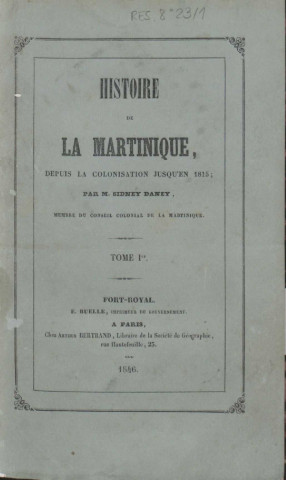 RES. 8° 23/1
HISTOIRE
DE
LA MARTINIQUE,
DEPUIS LA COLONISATION JUSQU'EN 1815;
PAR M. SIDNEY DANEY,
MEMBRE DU CONSEIL COLONIAL DE LA MARTINIQUE.
TOME Ier.
FORT-ROYAL.
E. RUELLE, IMPRIMEUR DU GOUVERNEMENT.
A PARIS,
Chez Arthus BERTRAND, Libraire de la Société de Géographie,
rue Hautefeuille, 23.
1846.